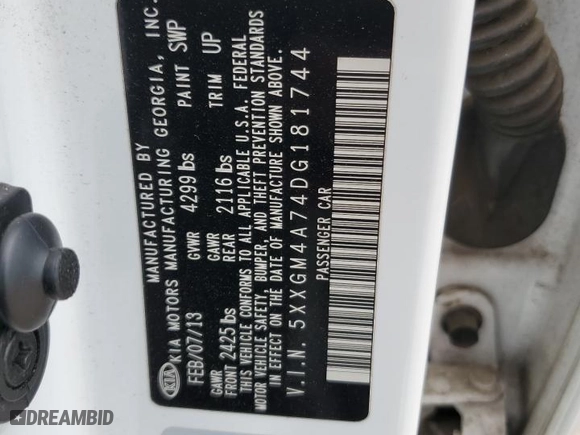 MANUFACTURED BY
KIA MOTORS MANUFACTURING GEORGIA, INC.
KIA
FEB/07/13 GVWR 4299 lbs PAINT SWP
GAWR FRONT 2425 lbs GAWR REAR 2116 lbs TRIM UP
THIS VEHICLE CONFORMS TO ALL APPLICABLE U.S.A. FEDERAL
MOTOR VEHICLE SAFETY, BUMPER, AND THEFT PREVENTION STANDARDS
IN EFFECT ON THE DATE OF MANUFACTURE SHOWN ABOVE.
V.I.N. 5XXGM4A74DG181744
PASSENGER CAR
DREAMBID